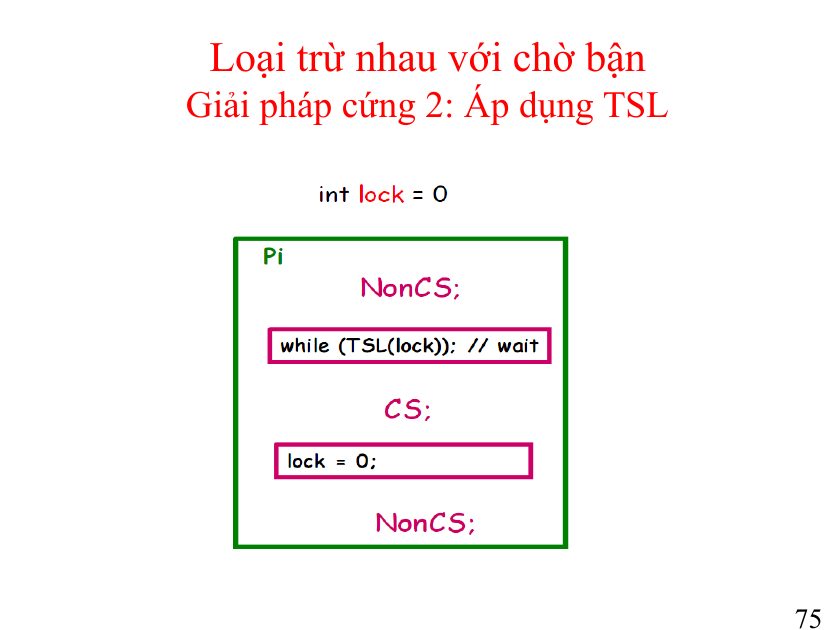 Loại trừ nhau với chờ bận
Giải pháp cứng 2: Áp dụng TSL
int lock = 0
Pi
NonCS;
while (TSL(lock)); // wait
CS;
lock = 0;
NonCS;
75